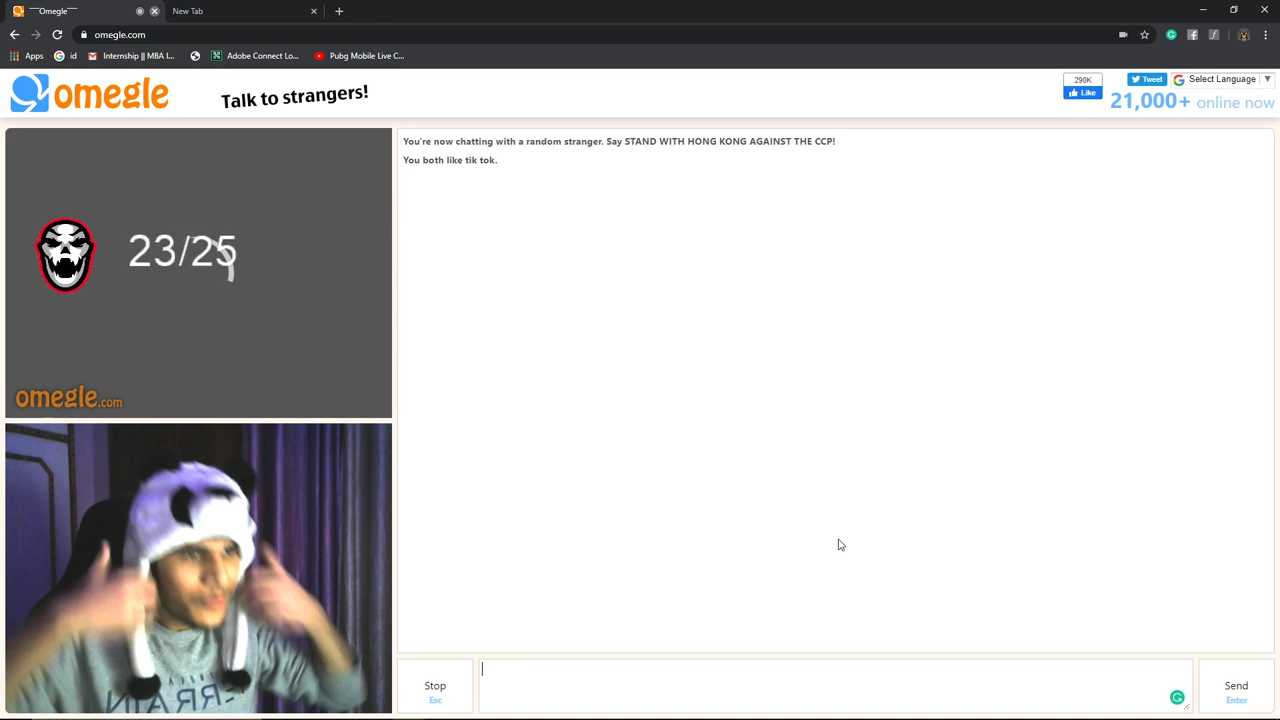 Omegle
New Tab
omegle.com
Apps
id
Internship || MBA I...
Adobe Connect Lo...
Pubg Mobile Live C...
omegle
Talk to strangers!
290K
Like
Tweet
Select Language
21,000+ online now
You're now chatting with a random stranger. Say STAND WITH HONG KONG AGAINST THE CCP!
You both like tik tok.
23/25
omegle.com
Stop
Esc
Send
Enter